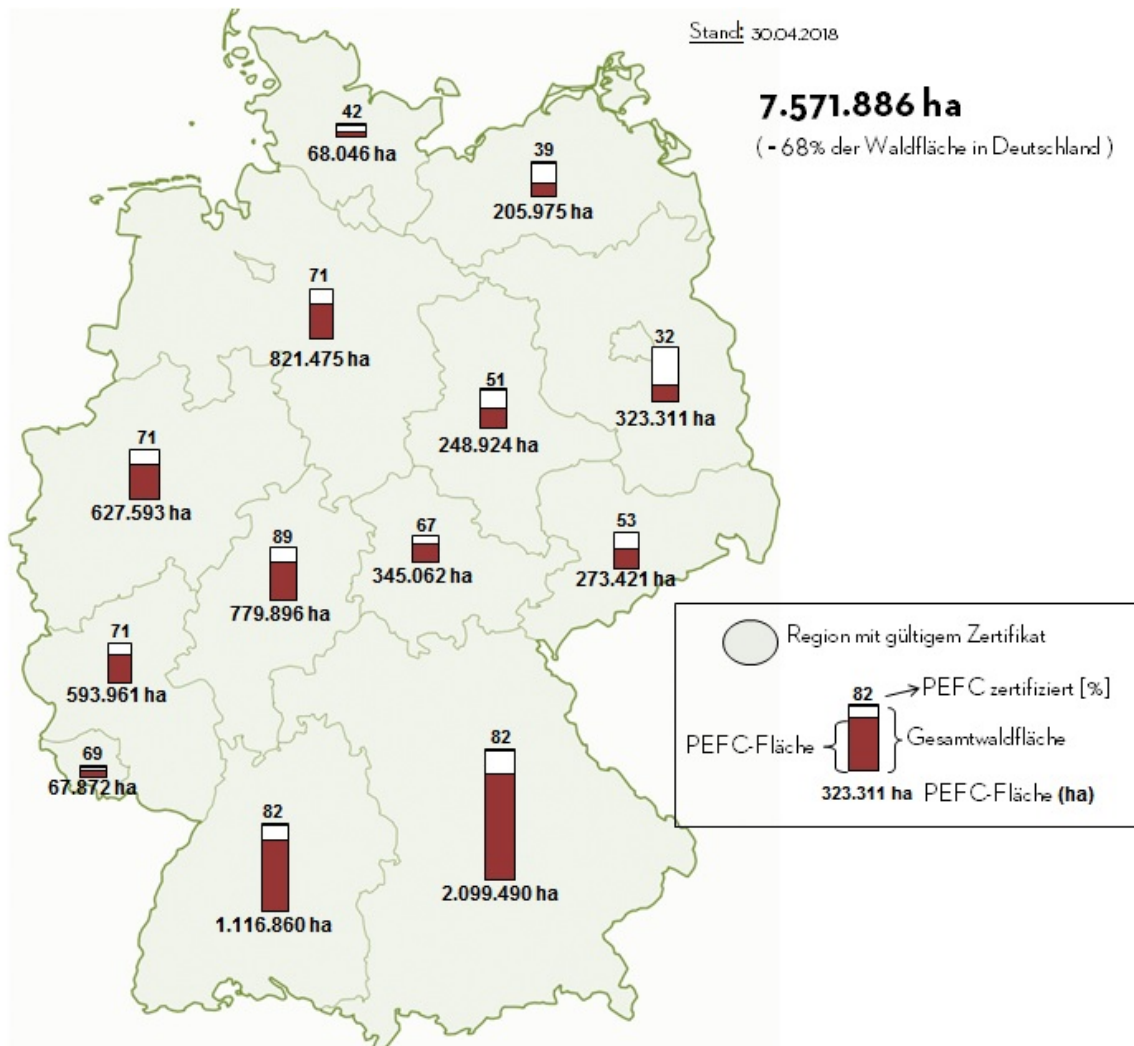 Stand: 30.04.2018
7.571.886 ha
( - 68% der Waldfläche in Deutschland )
42
68.046 ha
39
205.975 ha
71
821.475 ha
32
323.311 ha
51
248.924 ha
71
627.593 ha
89
779.896 ha
67
345.062 ha
53
273.421 ha
71
593.961 ha
69
67.872 ha
82
1.116.860 ha
82
2.099.490 ha
Region mit gültigem Zertifikat
82
PEFC zertifiziert [%]
PEFC-Fläche
Gesamtwaldfläche
323.311 ha PEFC-Fläche (ha)